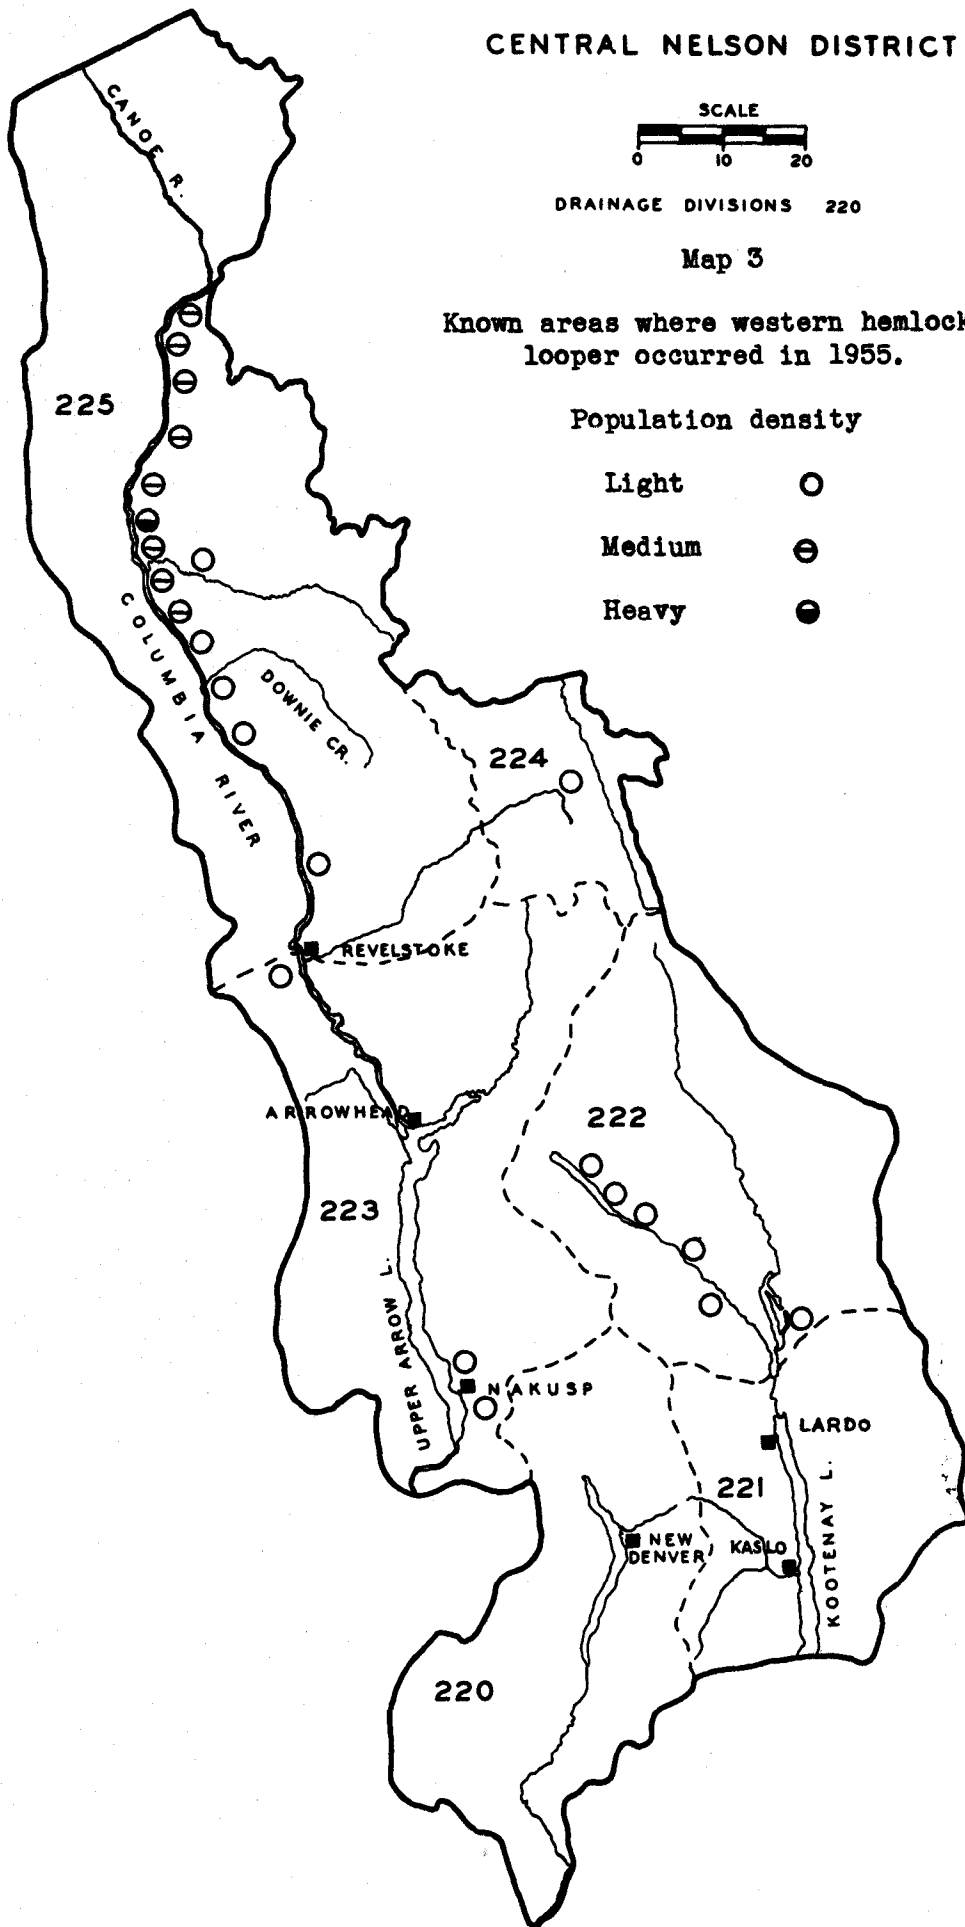 CENTRAL NELSON DISTRICT
SCALE
0 10 20
DRAINAGE DIVISIONS 220
Map 3
Known areas where western hemlock
looper occurred in 1955.
Population density
Light
Medium
Heavy
CANOE R.
225
COLUMBIA RIVER
DOWNIE CR.
224
REVELSTOKE
ARROWHEAD
222
223
UPPER ARROW L.
NAKUSP
LARDO
221
NEW
DENVER
KASLO
KOOTENAY L.
220